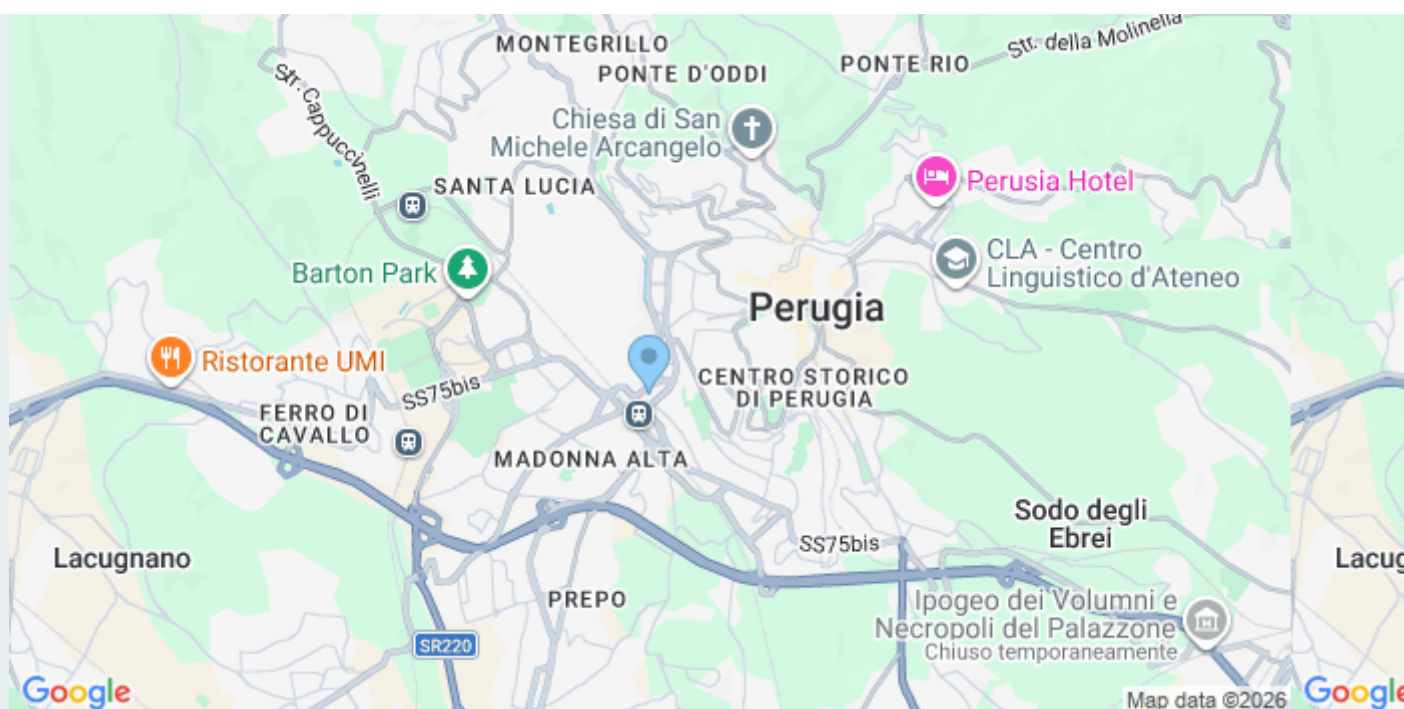 MONTEGRILLO
Str. della Molinella
PONTE D'ODDI
PONTE RIO
Str. Cappuccinelli
Chiesa di San
Michele Arcangelo
SANTA LUCIA
Perusia Hotel
Barton Park
CLA - Centro
Linguistico d'Ateneo
Perugia
Ristorante UMI
SS75bis
CENTRO STORICO
DI PERUGIA
FERRO DI
CAVALLO
MADONNA ALTA
Sodo degli
Ebrei
SS75bis
Lacugnano
Lacug
PREPO
Ipogeo dei Volumni e
Necropoli del Palazzone
Chiuso temporaneamente
SR220
Google
Map data ©2026
Google